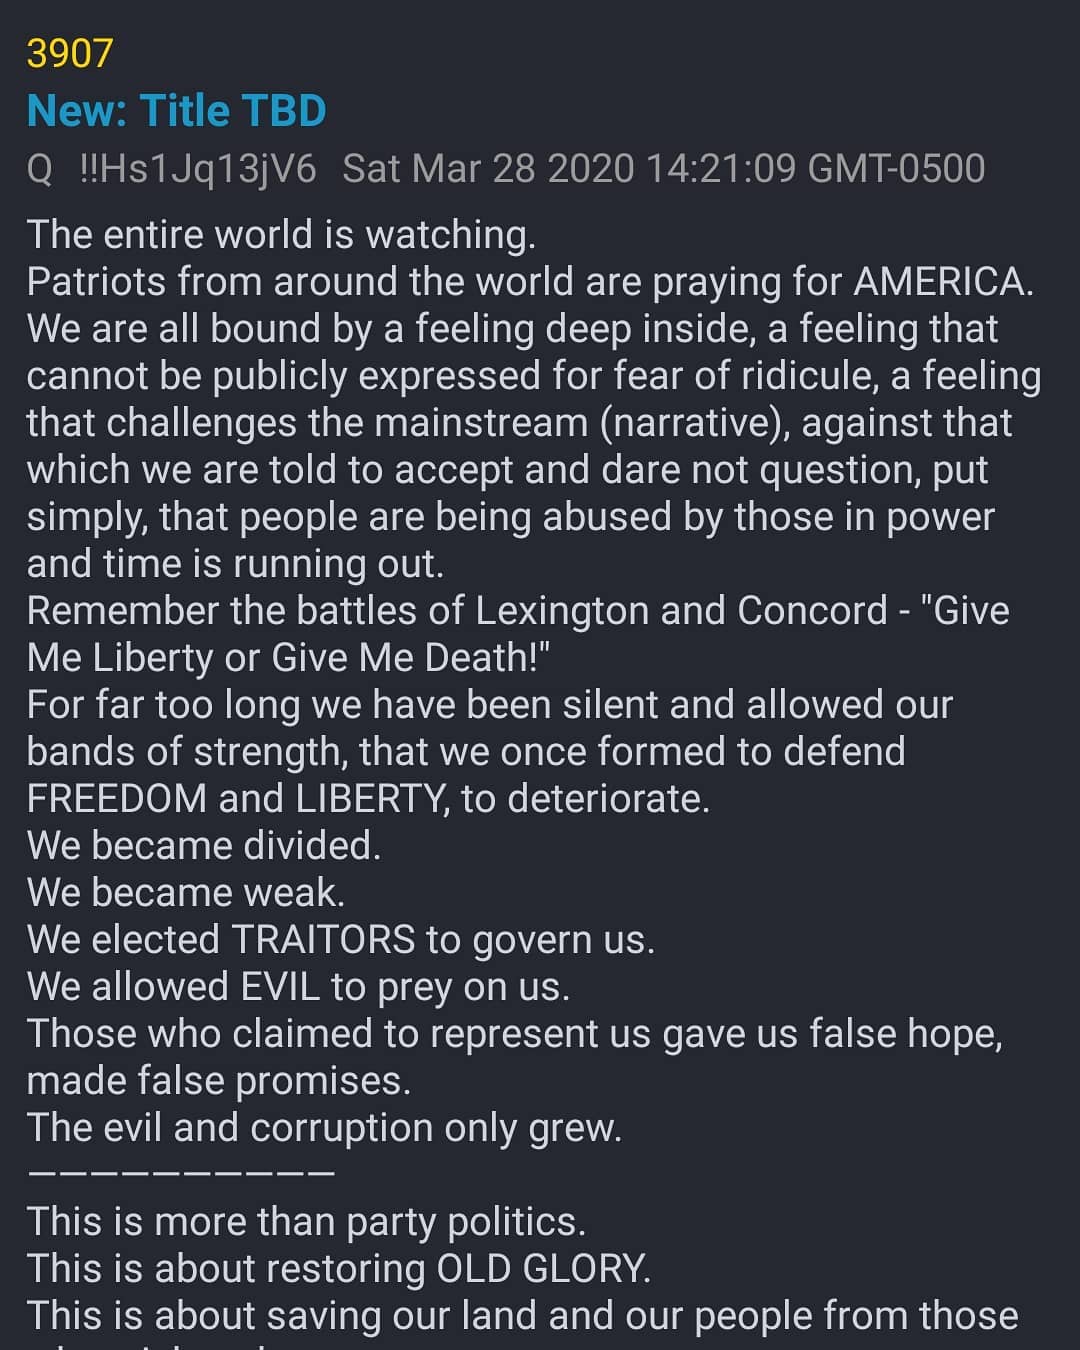 3907
New: Title TBD
Q !!Hs1Jq13jV6 Sat Mar 28 2020 14:21:09 GMT-0500
The entire world is watching.
Patriots from around the world are praying for AMERICA.
We are all bound by a feeling deep inside, a feeling that
cannot be publicly expressed for fear of ridicule, a feeling
that challenges the mainstream (narrative), against that
which we are told to accept and dare not question, put
simply, that people are being abused by those in power
and time is running out.
Remember the battles of Lexington and Concord - "Give
Me Liberty or Give Me Death!"
For far too long we have been silent and allowed our
bands of strength, that we once formed to defend
FREEDOM and LIBERTY, to deteriorate.
We became divided.
We became weak.
We elected TRAITORS to govern us.
We allowed EVIL to prey on us.
Those who claimed to represent us gave us false hope,
made false promises.
The evil and corruption only grew.
——————————
This is more than party politics.
This is about restoring OLD GLORY.
This is about saving our land and our people from those